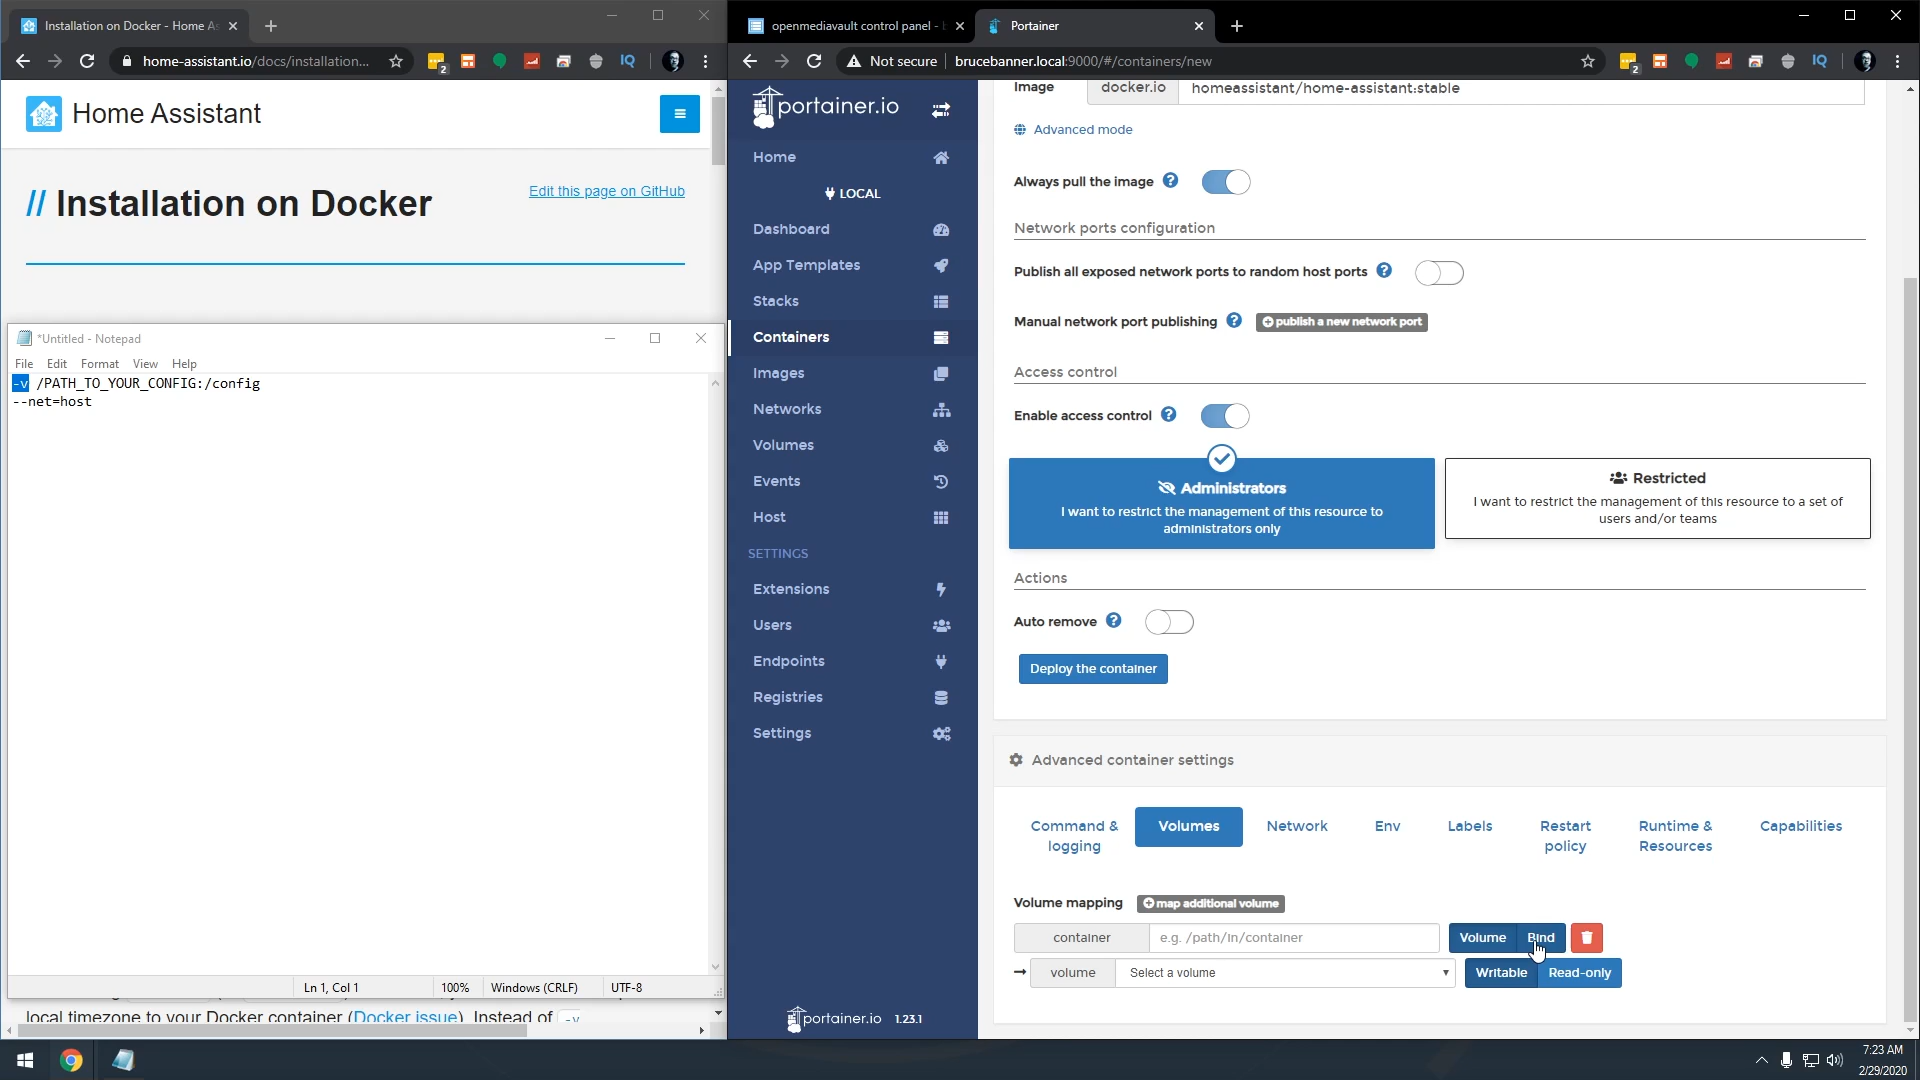 Installation on Docker - Home As
home-assistant.io/docs/installation...
2
Home Assistant
// Installation on Docker
Edit this page on GitHub
*Untitled - Notepad
File Edit Format View Help
-v /PATH_TO_YOUR_CONFIG:/config
--net=host
Ln 1, Col 1 100% Windows (CRLF) UTF-8
local timezone to your Docker container (Docker issue). Instead of -v
openmediavault control panel -
Portainer
Not secure brucebanner.local:9000/#/containers/new
2
portainer.io
Home
LOCAL
Dashboard
App Templates
Stacks
Containers
Images
Networks
Volumes
Events
Host
SETTINGS
Extensions
Users
Endpoints
Registries
Settings
portainer.io 1.23.1
Image docker.io homeassistant/home-assistant:stable
Advanced mode
Always pull the image
Network ports configuration
Publish all exposed network ports to random host ports
Manual network port publishing publish a new network port
Access control
Enable access control
Administrators
I want to restrict the management of this resource to
administrators only
Restricted
I want to restrict the management of this resource to a set of
users and/or teams
Actions
Auto remove
Deploy the container
Advanced container settings
Command &
logging
Volumes
Network
Env
Labels
Restart
policy
Runtime &
Resources
Capabilities
Volume mapping map additional volume
container e.g. /path/in/container Volume Bind
→ volume Select a volume Writable Read-only
7:23 AM
2/29/2020